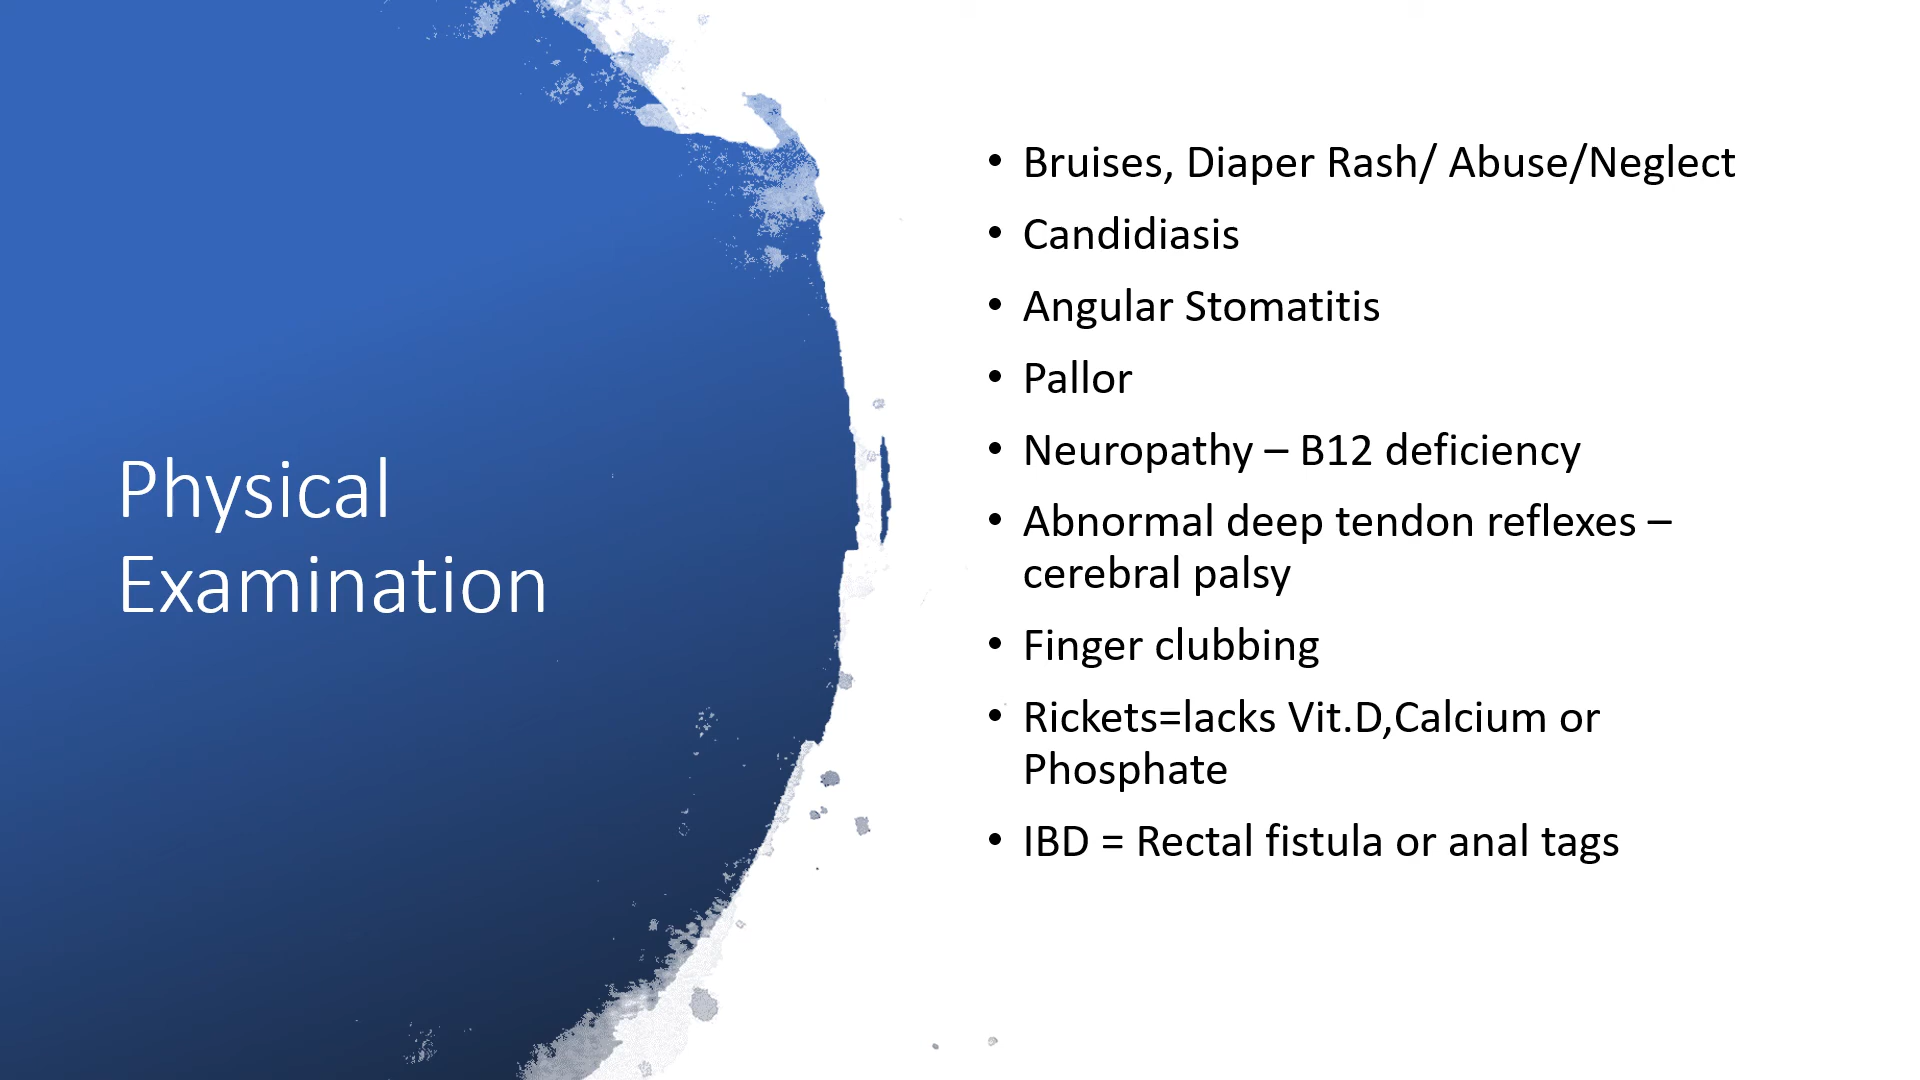 Physical
Examination
• Bruises, Diaper Rash/ Abuse/Neglect
• Candidiasis
• Angular Stomatitis
• Pallor
• Neuropathy – B12 deficiency
• Abnormal deep tendon reflexes –
cerebral palsy
• Finger clubbing
• Rickets=lacks Vit.D,Calcium or
Phosphate
• IBD = Rectal fistula or anal tags